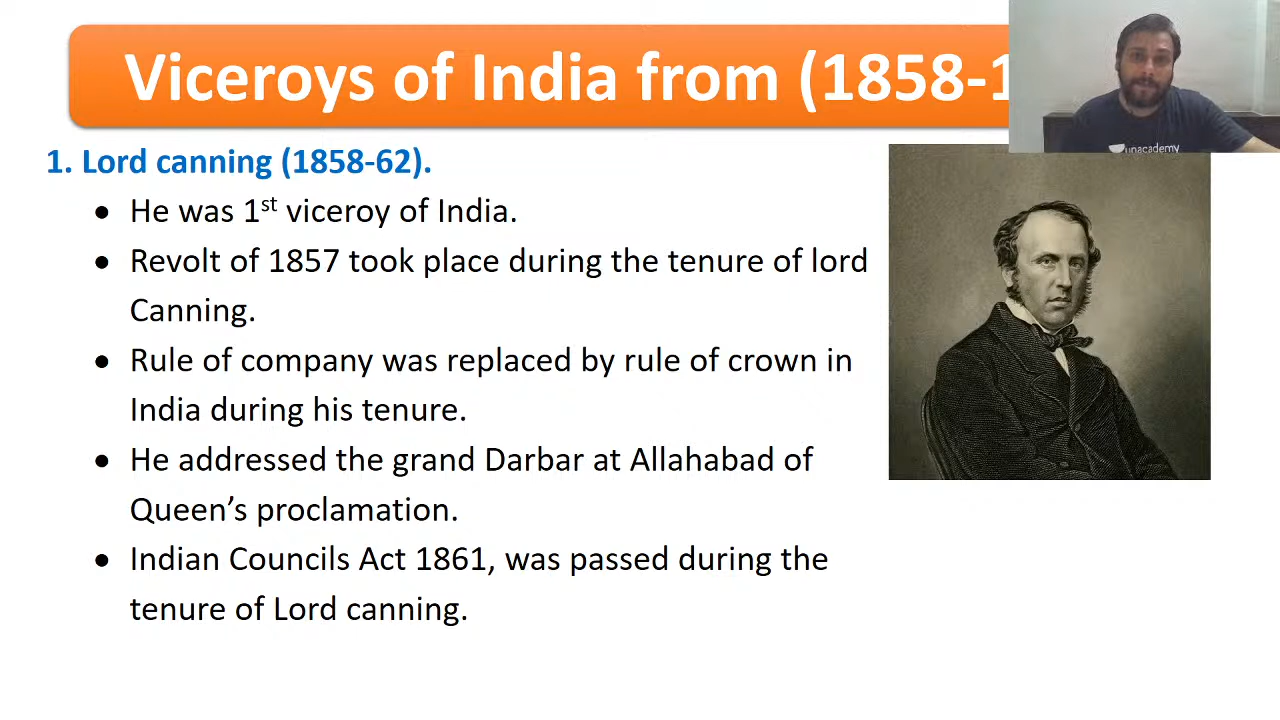 Viceroys of India from (1858-1
unacademy
1. Lord canning (1858-62).
• He was 1st viceroy of India.
• Revolt of 1857 took place during the tenure of lord
Canning.
• Rule of company was replaced by rule of crown in
India during his tenure.
• He addressed the grand Darbar at Allahabad of
Queen’s proclamation.
• Indian Councils Act 1861, was passed during the
tenure of Lord canning.